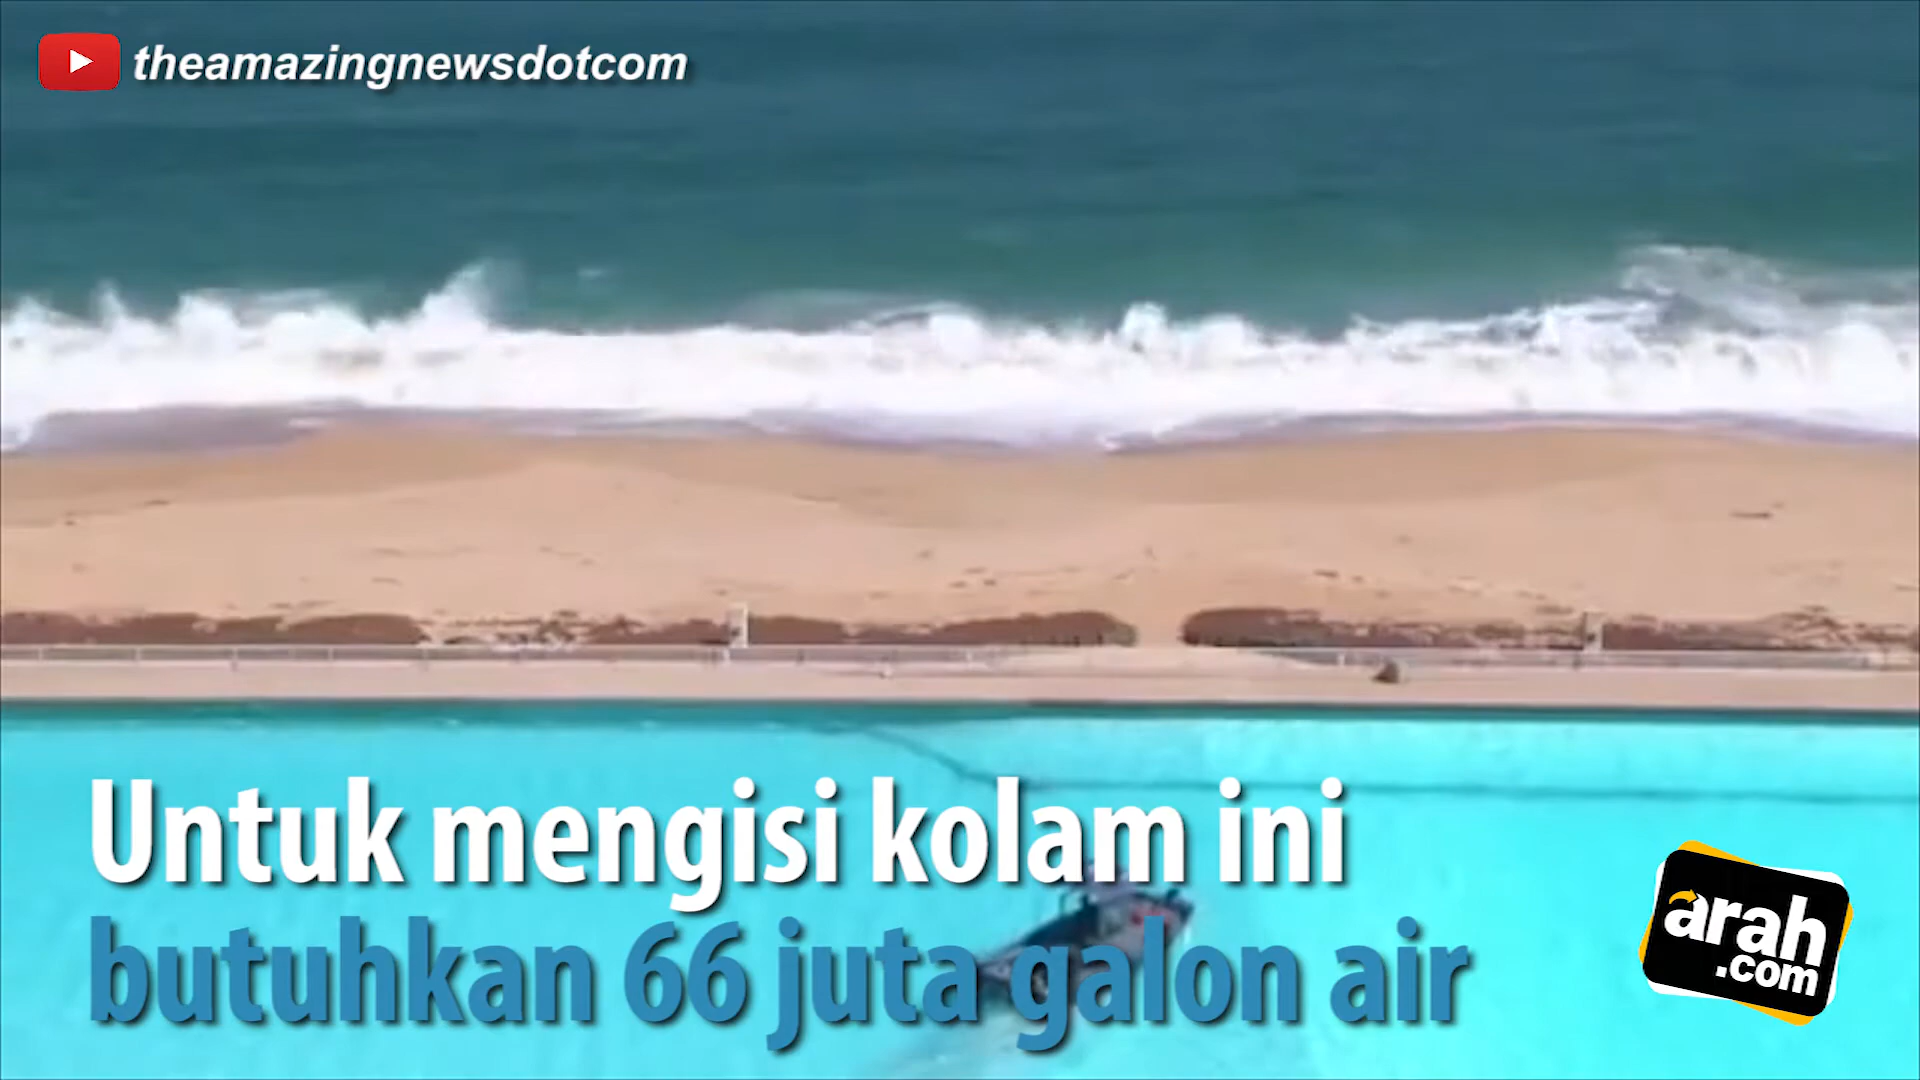 theamazingnewsdotcom
Untuk mengisi kolam ini
butuhkan 66 juta galon air
arah
.com